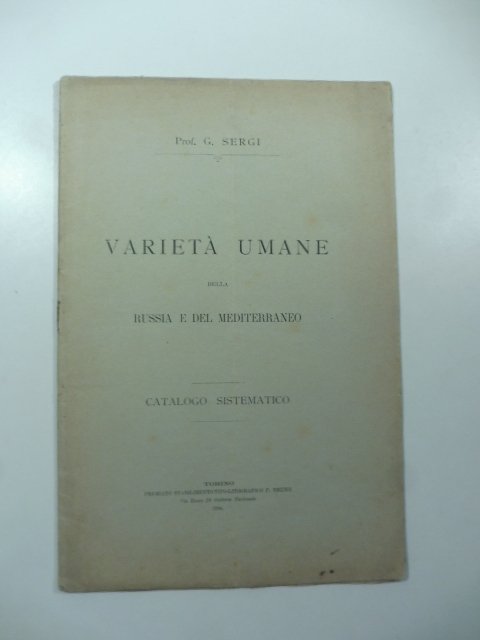 Prof. G. SERGI
VARIETÀ UMANE
DELLA
RUSSIA E DEL MEDITERRANEO
CATALOGO SISTEMATICO
TORINO